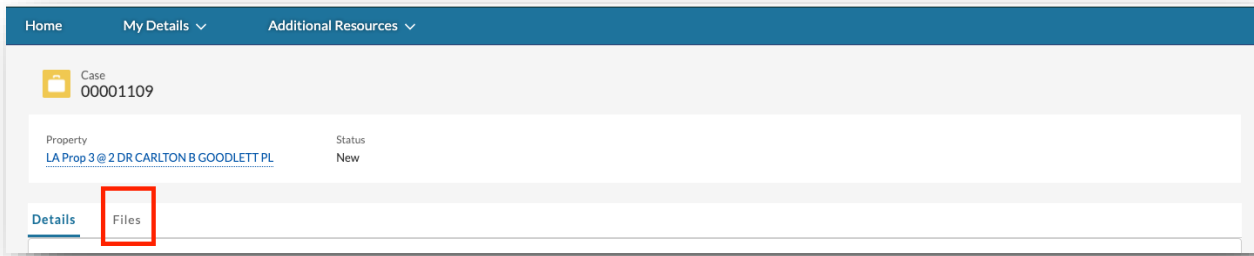 Home My Details Additional Resources
Case
00001109
Property Status
LA Prop 3 @ 2 DR CARLTON B GOODLETT PL New
Details Files